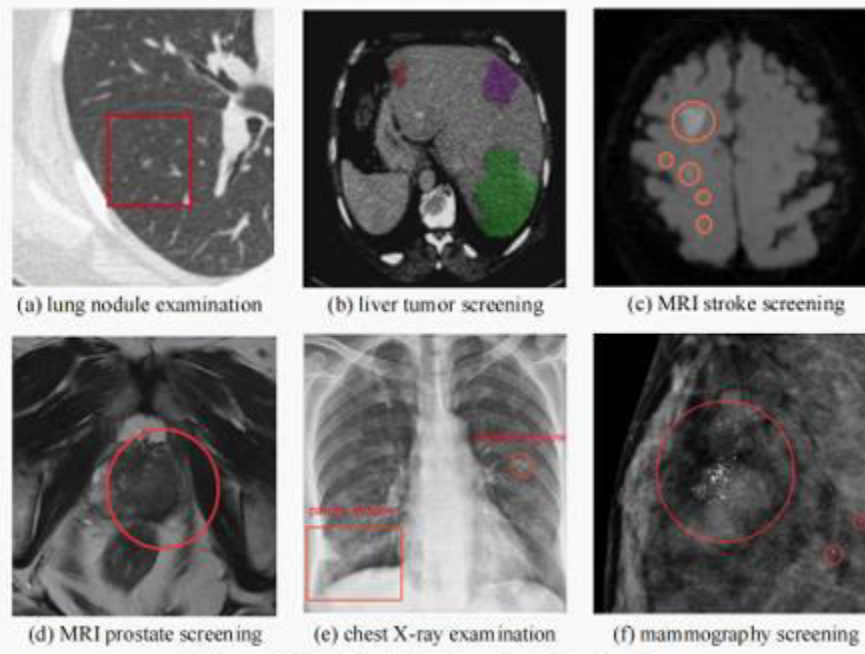 (a) lung nodule examination
(b) liver tumor screening
(c) MRI stroke screening
(d) MRI prostate screening
(e) chest X-ray examination
(f) mammography screening